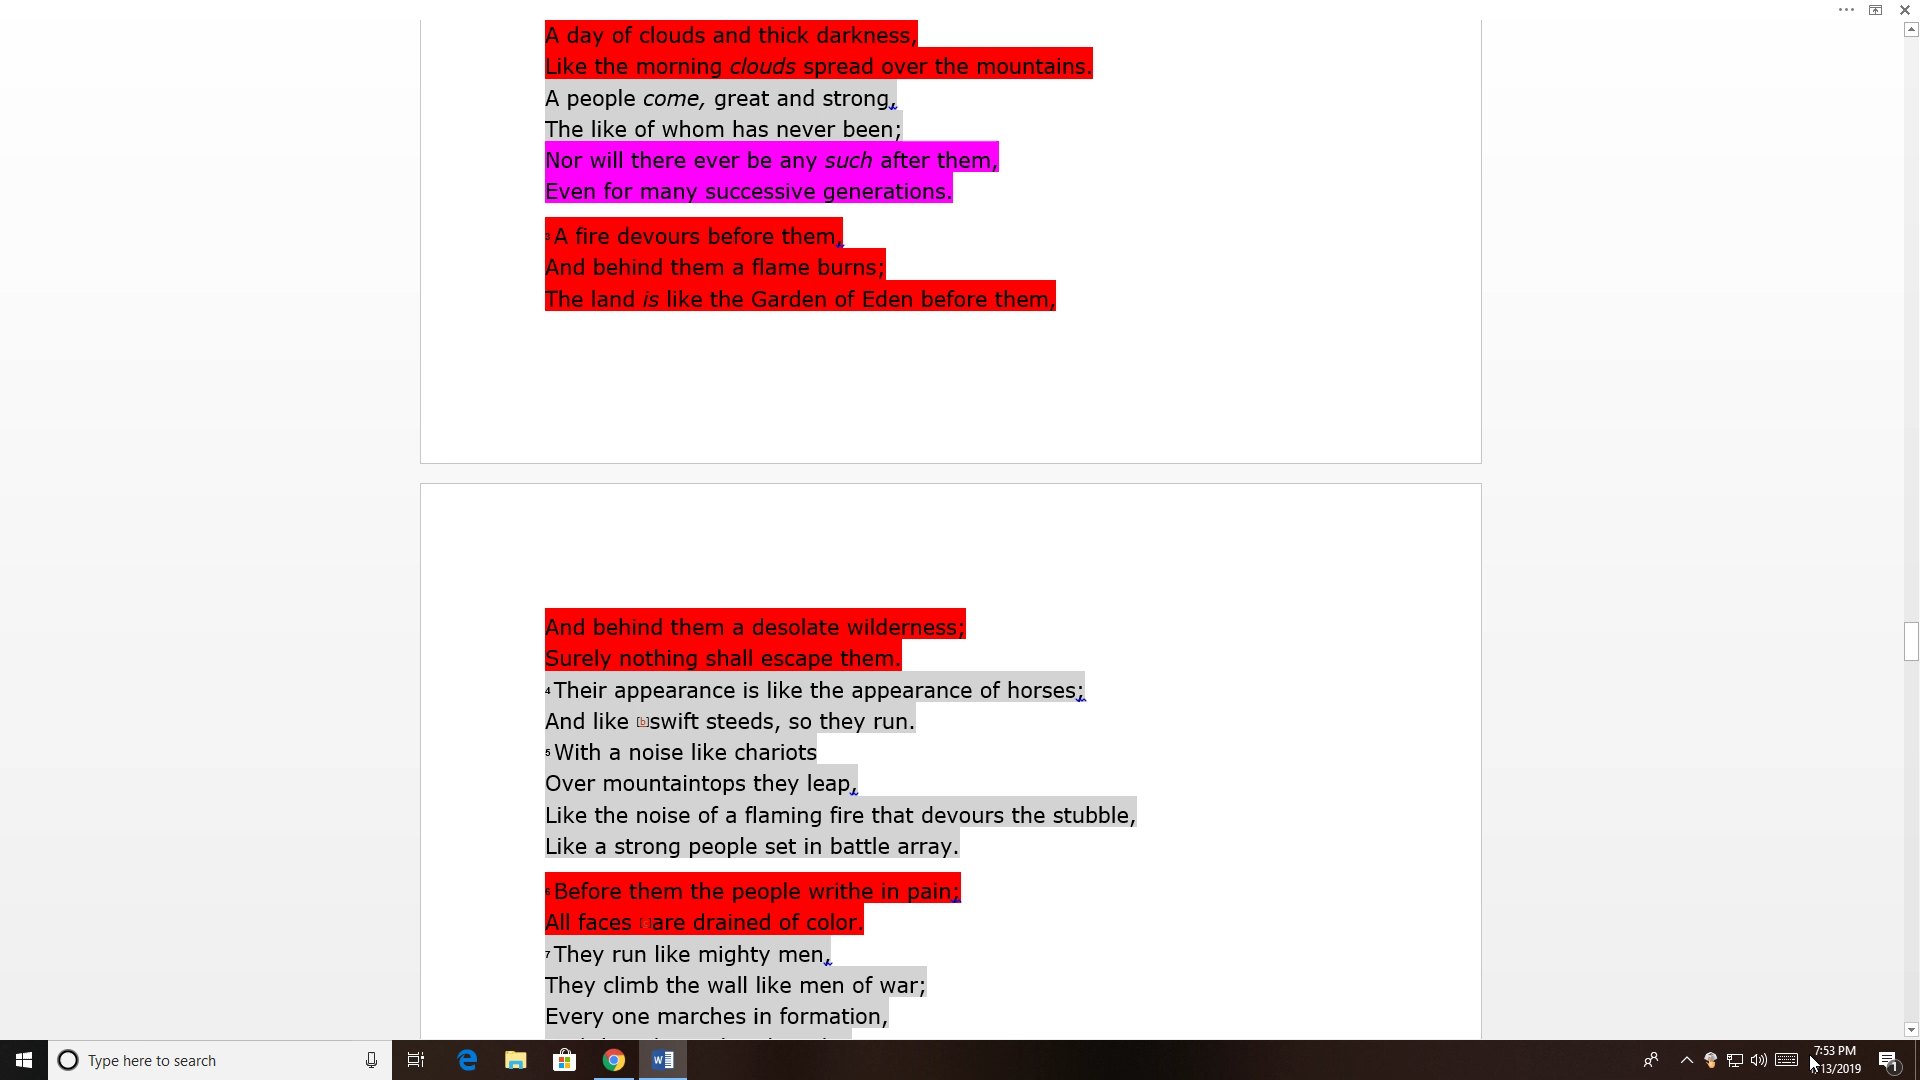 A day of clouds and thick darkness,
Like the morning clouds spread over the mountains.
A people come, great and strong,
The like of whom has never been;
Nor will there ever be any such after them,
Even for many successive generations.
3 A fire devours before them,
And behind them a flame burns;
The land is like the Garden of Eden before them,
And behind them a desolate wilderness;
Surely nothing shall escape them.
4 Their appearance is like the appearance of horses;
And like [b]swift steeds, so they run.
5 With a noise like chariots
Over mountaintops they leap,
Like the noise of a flaming fire that devours the stubble,
Like a strong people set in battle array.
6 Before them the people writhe in pain;
All faces are drained of color.
7 They run like mighty men,
They climb the wall like men of war;
Every one marches in formation,
Type here to search
7:53 PM
13/2019
1